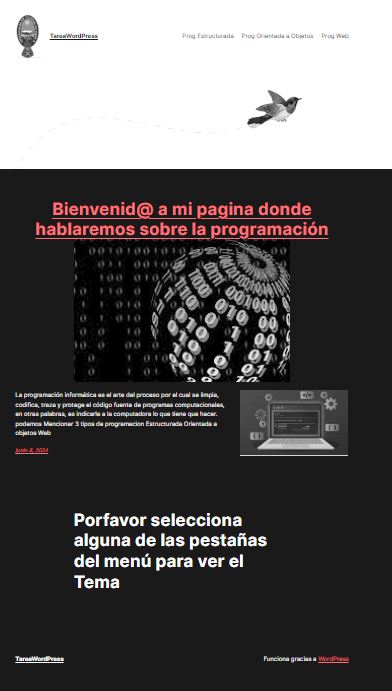 TareaWordPress
Prog Estructurada Prog Orientada a Objetos Prog Web
Bienvenid@ a mi pagina donde
hablaremos sobre la programación
La programación informática es el arte del proceso por el cual se limpia,
codifica, traza y protege el código fuente de programas computacionales,
en otras palabras, es indicarle a la computadora lo que tiene que hacer.
podemos Mencionar 3 tipos de programacion Estructurada Orientada a
objetos Web
junio 8, 2024
Porfavor selecciona
alguna de las pestañas
del menú para ver el
Tema
TareaWordPress
Funciona gracias a WordPress